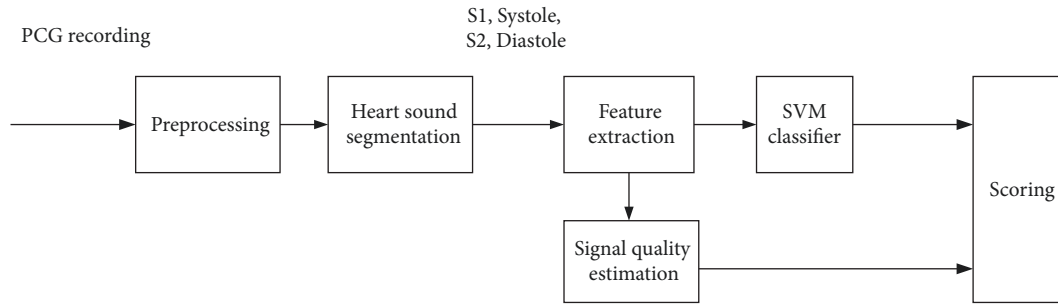 PCG recording
S1, Systole,
S2, Diastole
Preprocessing
Heart sound
segmentation
Feature
extraction
SVM
classifier
Scoring
Signal quality
estimation